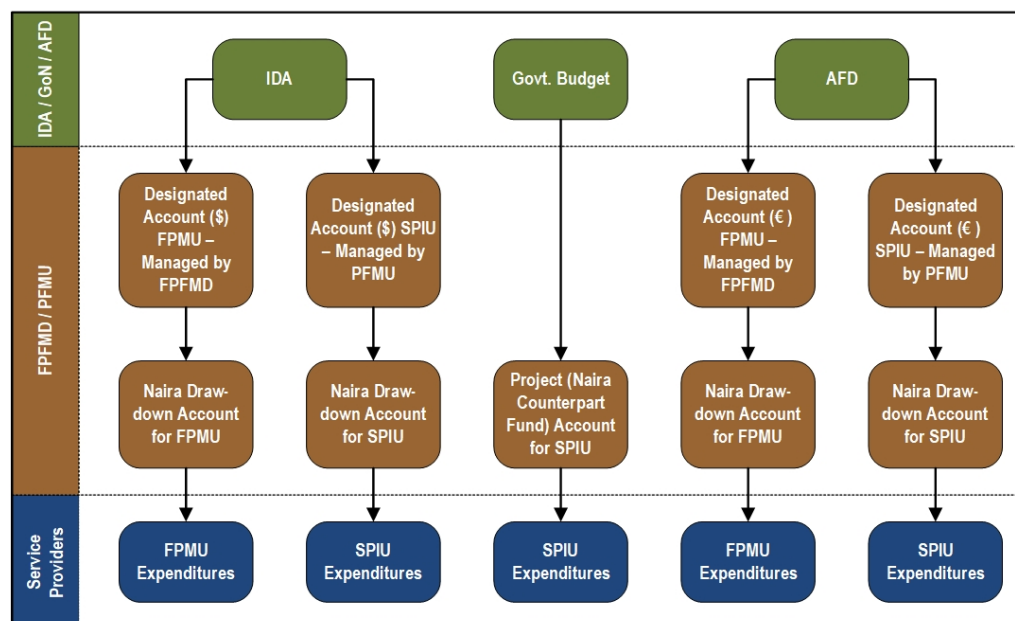 IDA / GoN / AFD
IDA
Govt. Budget
AFD
FPFMD / PFMU
Designated
Account ($)
FPMU –
Managed by
FPFMD
Designated
Account ($) SPIU
– Managed by
PFMU
Designated
Account (€ )
FPMU –
Managed by
FPFMD
Designated
Account (€ )
SPIU – Managed
by PFMU
Naira Draw-
down Account
for FPMU
Naira Draw-
down Account
for SPIU
Project (Naira
Counterpart
Fund) Account
for SPIU
Naira Draw-
down Account
for FPMU
Naira Draw-
down Account
for SPIU
Service
Providers
FPMU
Expenditures
SPIU
Expenditures
SPIU
Expenditures
FPMU
Expenditures
SPIU
Expenditures